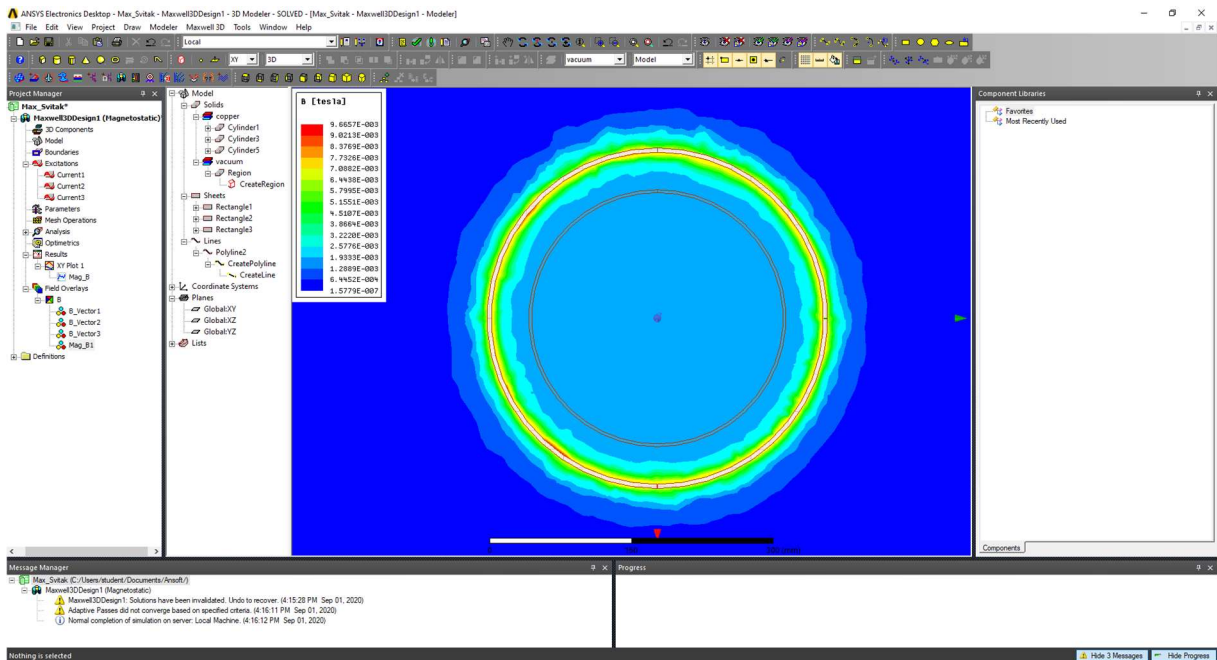 ANSYS Electronics Desktop - Max_Svitak - Maxwell3DDesign1 - 3D Modeler - SOLVED - [Max_Svitak - Maxwell3DDesign1 - Modeler]
File Edit View Project Draw Modeler Maxwell 3D Tools Window Help
Local
XY 3D vacuum Model
Project Manager
Max_Svitak*
Maxwell3DDesign1 (Magnetostatic)*
3D Components
Model
Boundaries
Excitations
Current1
Current2
Current3
Parameters
Mesh Operations
Analysis
Optimetrics
Results
XY Plot 1
Mag_B
Field Overlays
B
B_Vector1
B_Vector2
B_Vector3
Mag_B1
Definitions
Model
Solids
copper
Cylinder1
Cylinder3
Cylinder5
vacuum
Region
CreateRegion
Sheets
Rectangle1
Rectangle2
Rectangle3
Lines
Polyline2
CreatePolyline
CreateLine
Coordinate Systems
Planes
Global:XY
Global:XZ
Global:YZ
Lists
B [tesla]
9.6657E-003
9.0213E-003
8.3769E-003
7.7326E-003
7.0882E-003
6.4438E-003
5.7995E-003
5.1551E-003
4.5107E-003
3.8664E-003
3.2220E-003
2.5776E-003
1.9333E-003
1.2889E-003
6.4452E-004
1.5779E-007
Component Libraries
Favorites
Most Recently Used
Components
Message Manager
Max_Svitak (C:/Users/student/Documents/Ansoft/)
Maxwell3DDesign1 (Magnetostatic)
Maxwell3DDesign1: Solutions have been invalidated. Undo to recover. (4:15:28 PM Sep 01, 2020)
Adaptive Passes did not converge based on specified criteria. (4:16:11 PM Sep 01, 2020)
Normal completion of simulation on server: Local Machine. (4:16:12 PM Sep 01, 2020)
Progress
Nothing is selected
Hide 3 Messages Hide Progress